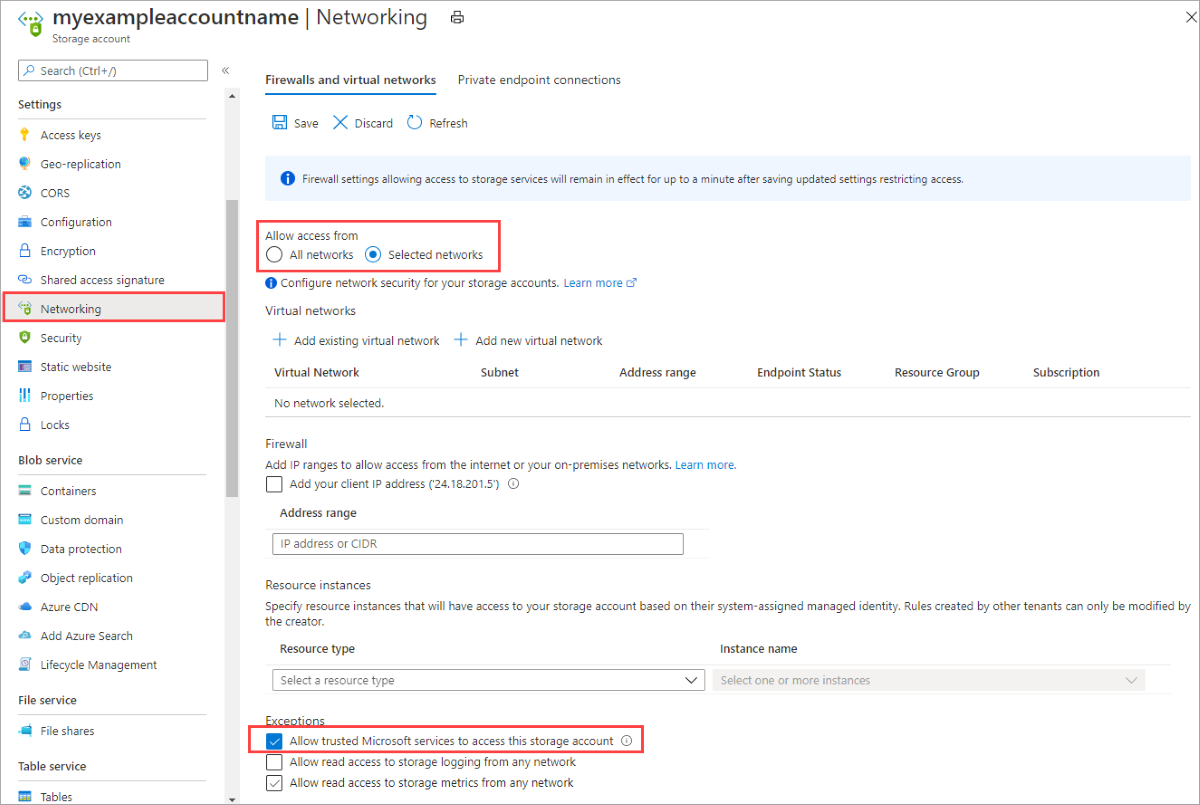 myexampleaccountname | Networking
Storage account
Search (Ctrl+/)
«
Settings
Access keys
Geo-replication
CORS
Configuration
Encryption
Shared access signature
Networking
Security
Static website
Properties
Locks
Blob service
Containers
Custom domain
Data protection
Object replication
Azure CDN
Add Azure Search
Lifecycle Management
File service
File shares
Table service
Tables
Firewalls and virtual networks Private endpoint connections
Save Discard Refresh
Firewall settings allowing access to storage services will remain in effect for up to a minute after saving updated settings restricting access.
Allow access from
All networks Selected networks
Configure network security for your storage accounts. Learn more
Virtual networks
Add existing virtual network Add new virtual network
Virtual Network Subnet Address range Endpoint Status Resource Group Subscription
No network selected.
Firewall
Add IP ranges to allow access from the internet or your on-premises networks. Learn more.
Add your client IP address ('24.18.201.5')
Address range
IP address or CIDR
Resource instances
Specify resource instances that will have access to your storage account based on their system-assigned managed identity. Rules created by other tenants can only be modified by
the creator.
Resource type Instance name
Select a resource type Select one or more instances
Exceptions
Allow trusted Microsoft services to access this storage account
Allow read access to storage logging from any network
Allow read access to storage metrics from any network